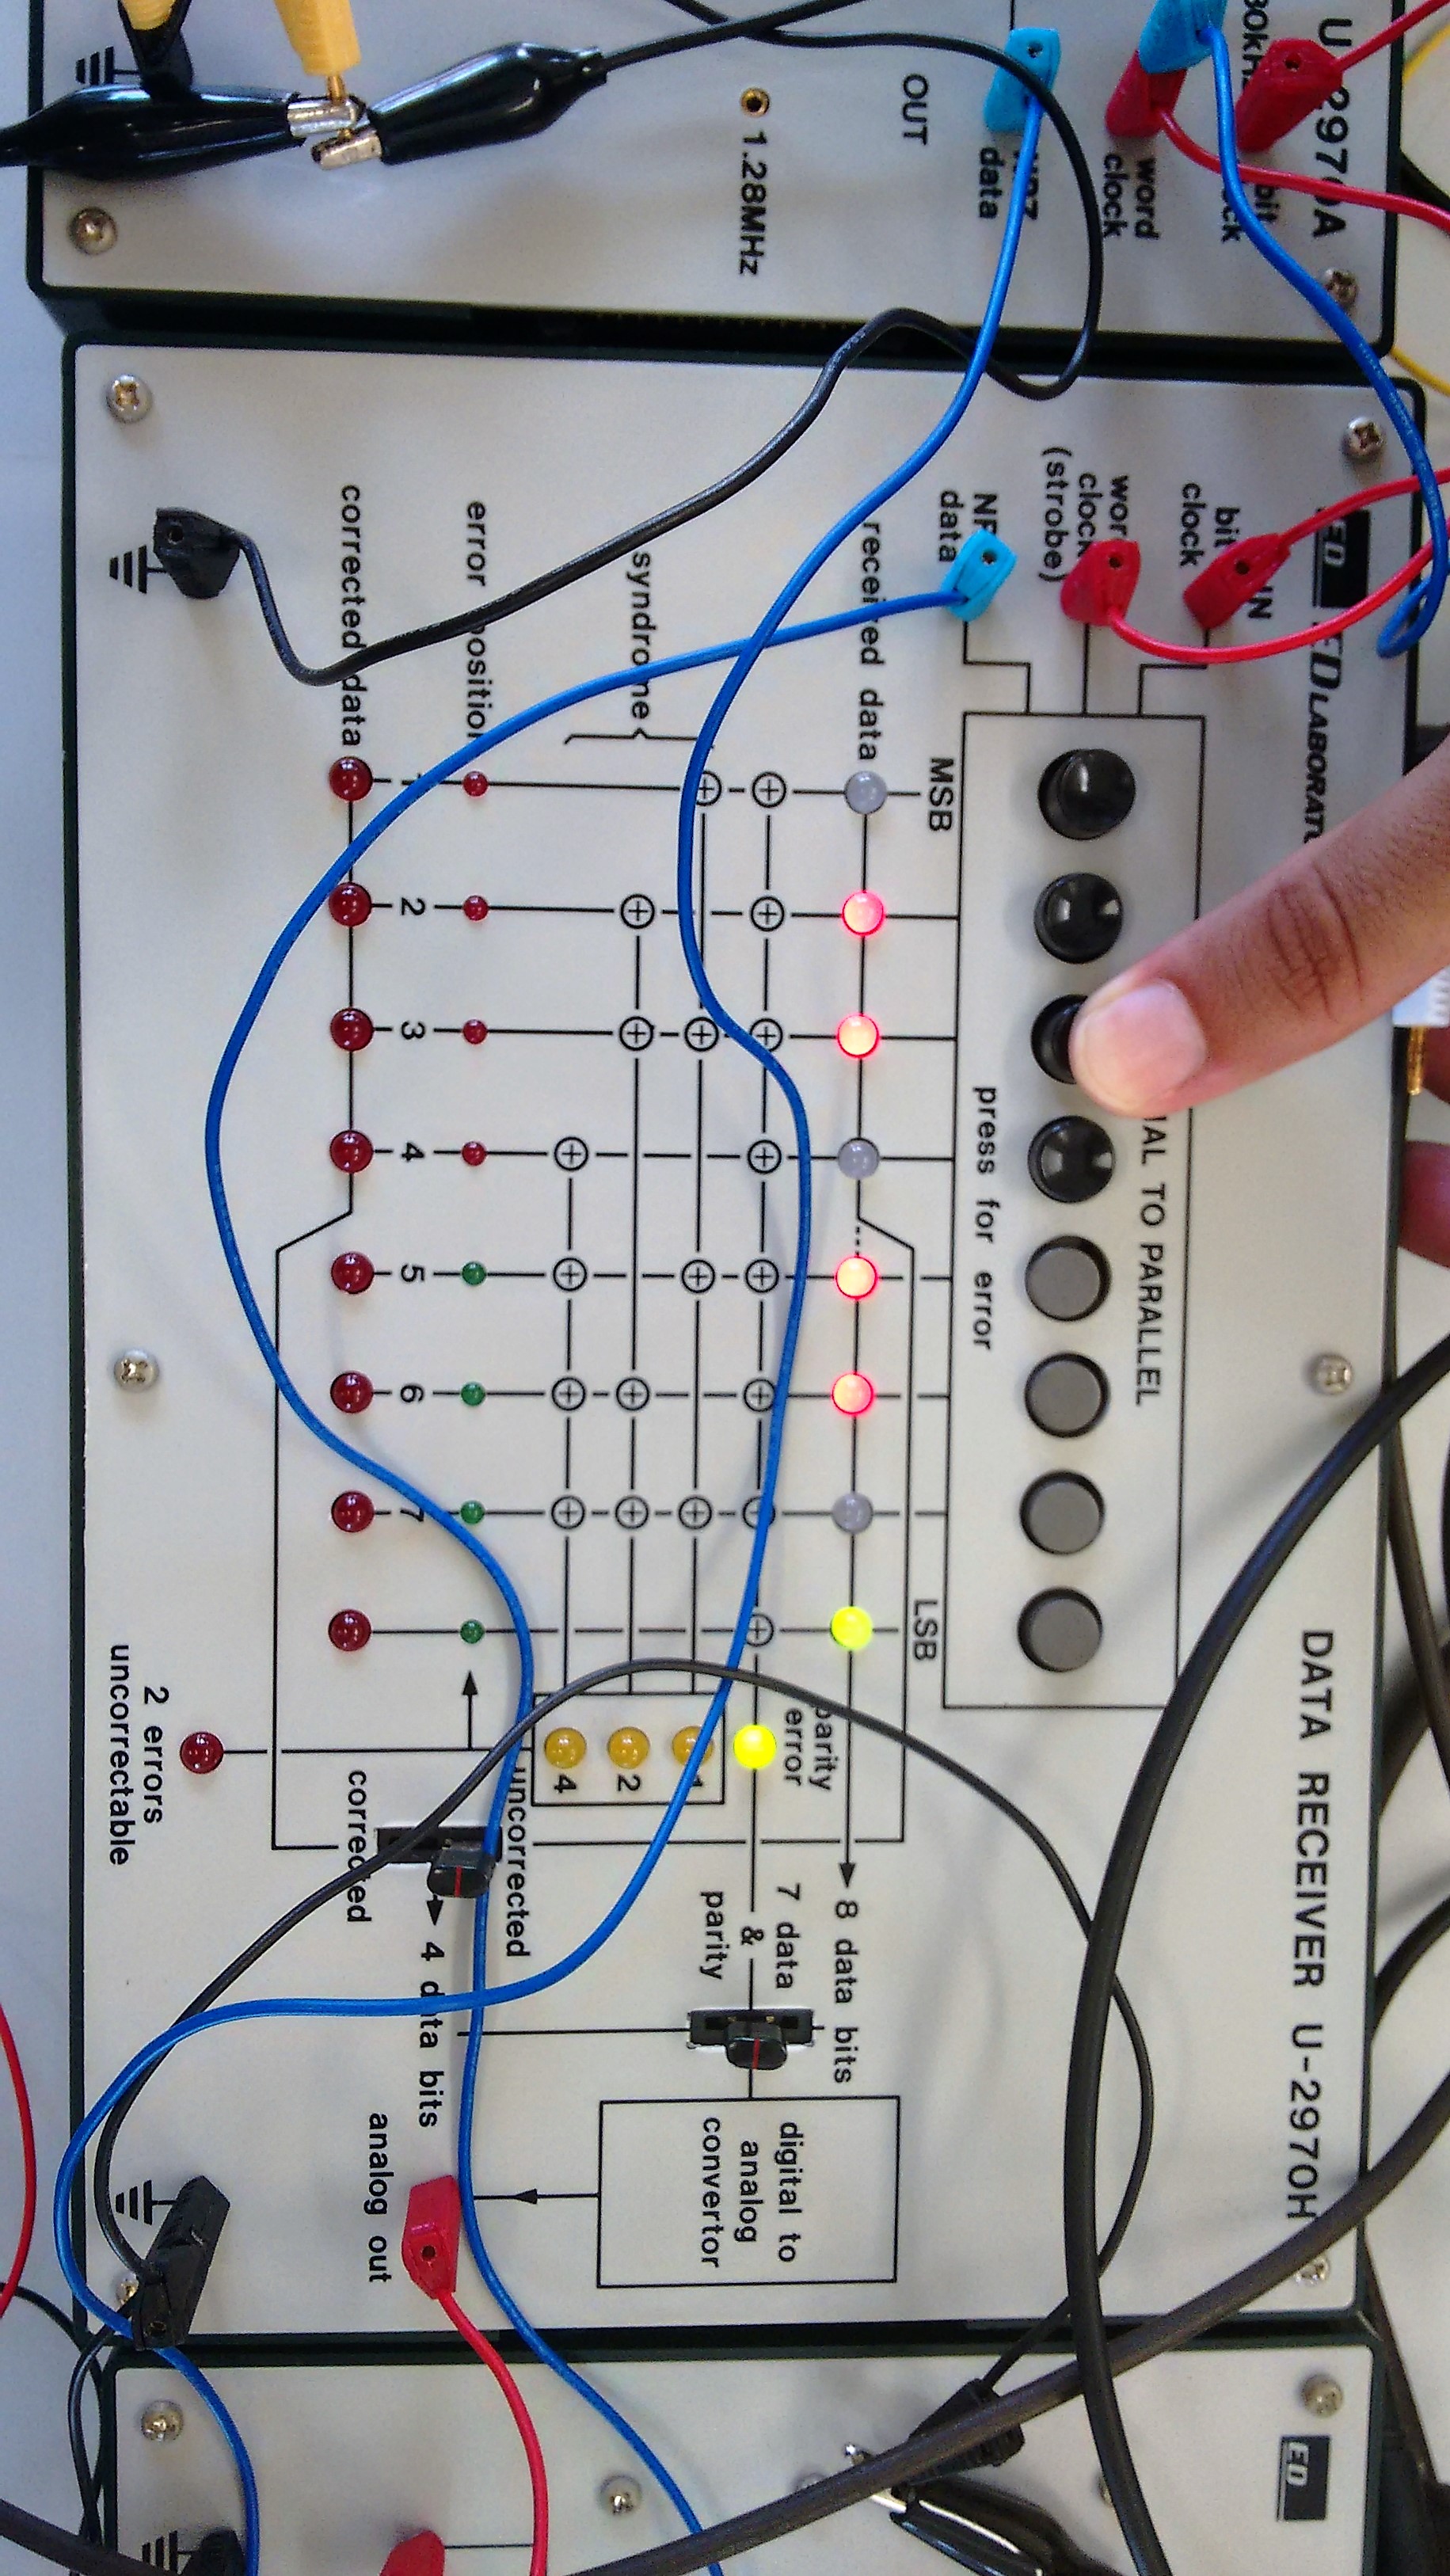 OUT
1.28MHz
data
word
clock
bit
ED
DATA RECEIVER U-2970H
IN
bit
clock
clock
(strobe)
data
TO PARALLEL
press for error
MSB
LSB
received data
parity
error
syndrome
1
2
4
error position
uncorrected
corrected
2 3 4 5 6 7
corrected data
2 errors
uncorrectable
8 data bits
7 data
&
parity
4 data bits
digital to
analog
convertor
analog out
ED